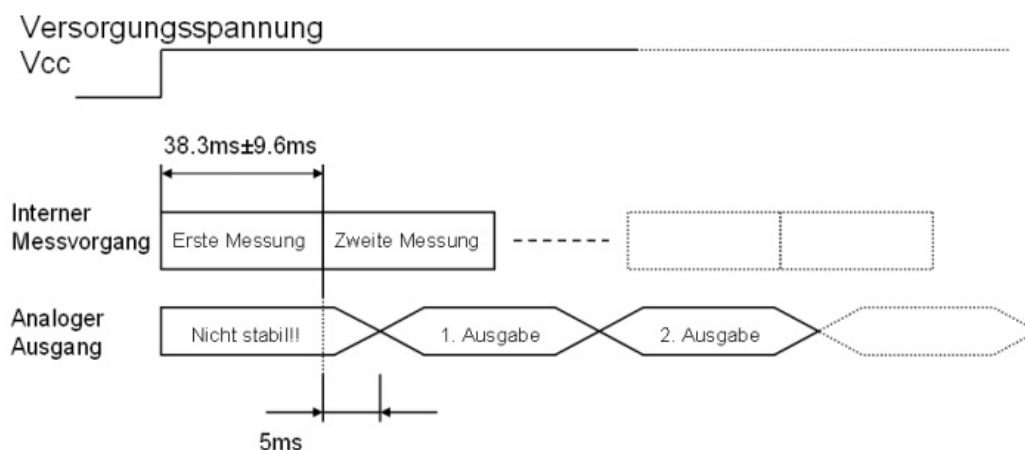 Versorgungsspannung
Vcc
38.3ms±9.6ms
Interner
Messvorgang
Erste Messung
Zweite Messung
Analoger
Ausgang
Nicht stabil!!
1. Ausgabe
2. Ausgabe
5ms